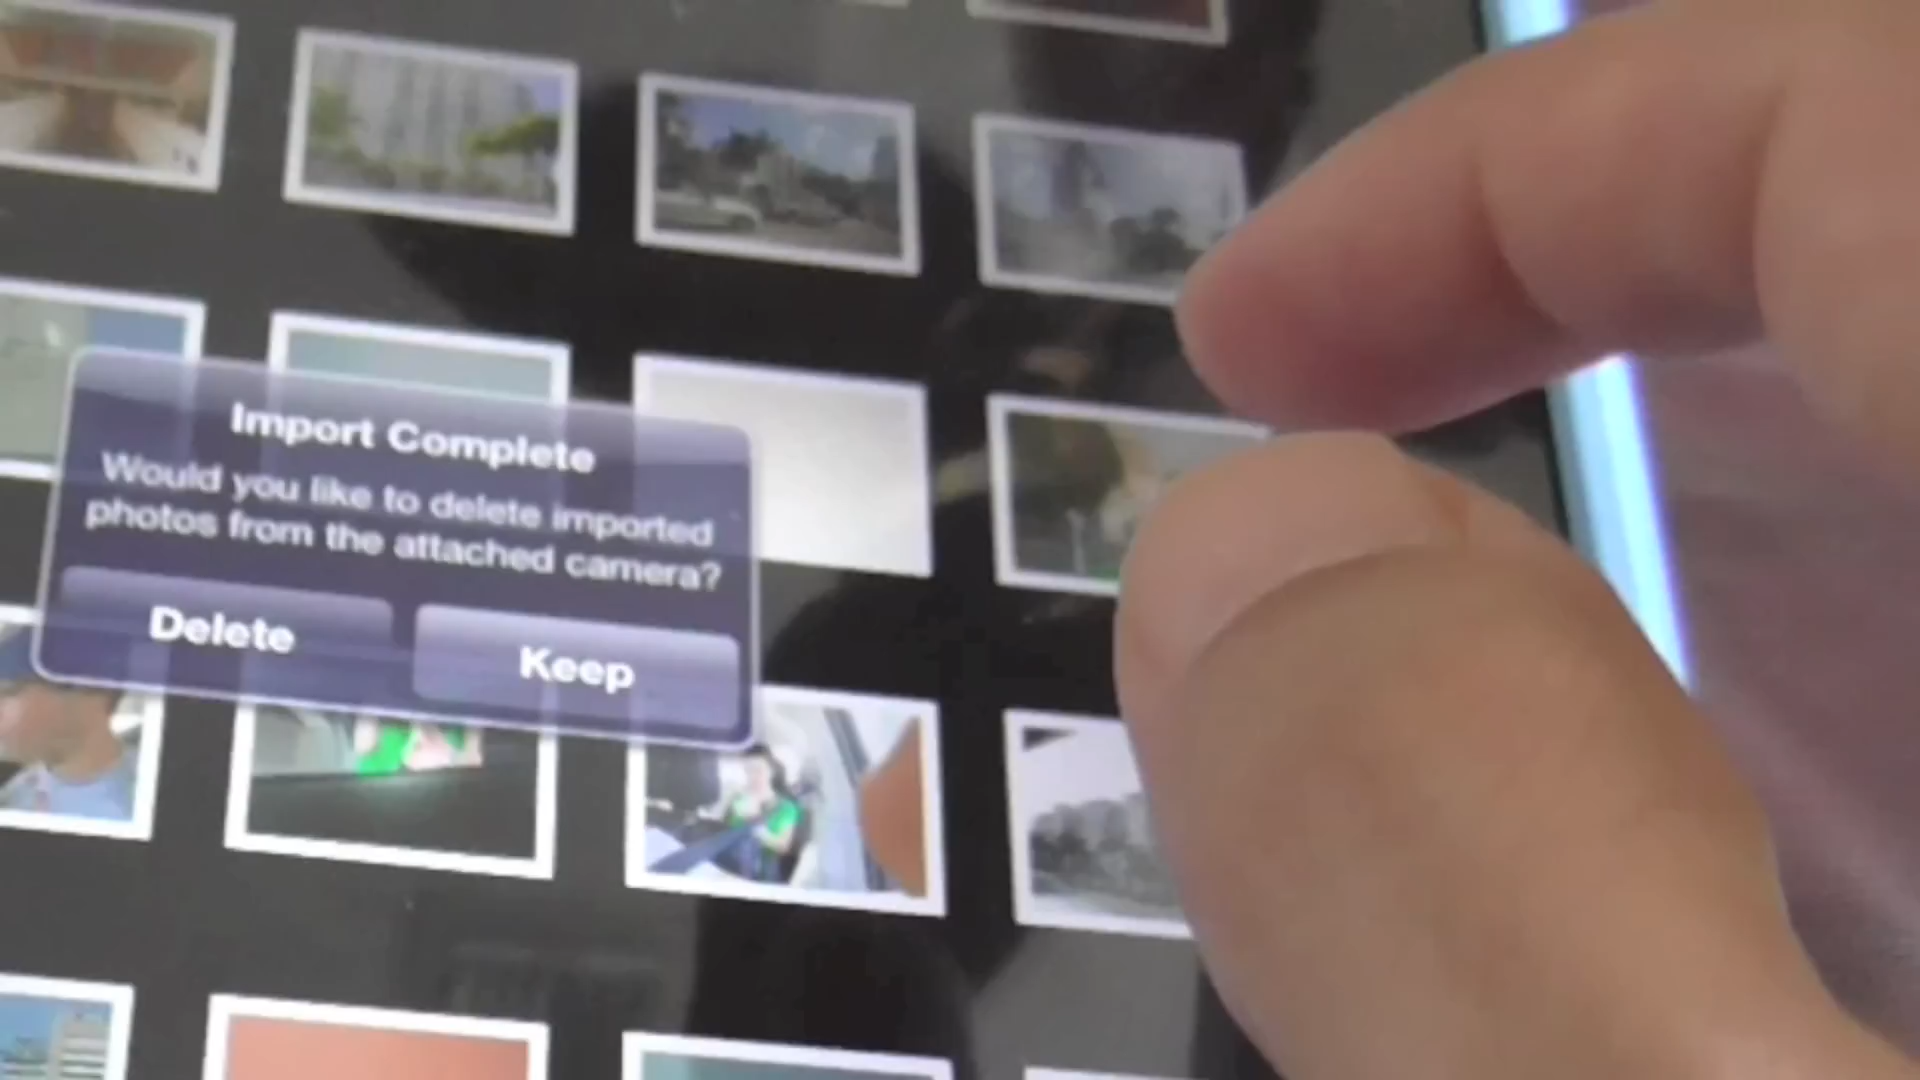 Import Complete
Would you like to delete imported
photos from the attached camera?
Delete
Keep